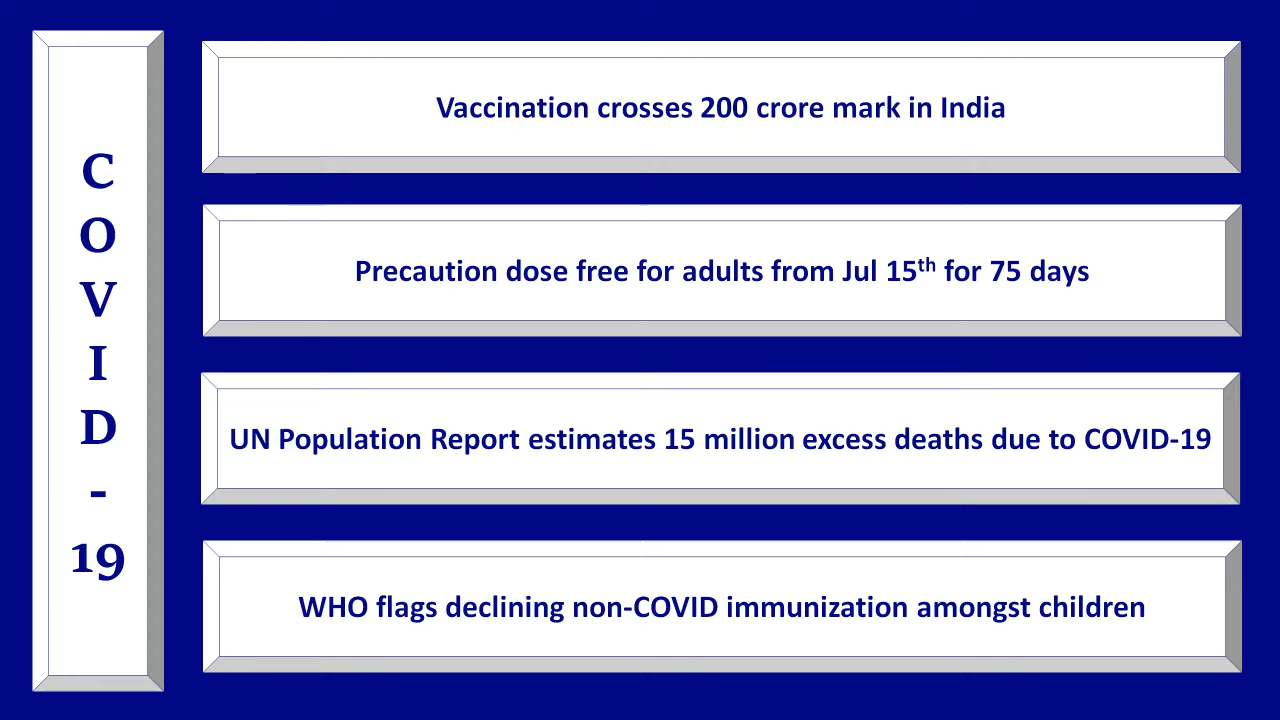 C
O
V
I
D
-
19
Vaccination crosses 200 crore mark in India
Precaution dose free for adults from Jul 15th for 75 days
UN Population Report estimates 15 million excess deaths due to COVID-19
WHO flags declining non-COVID immunization amongst children